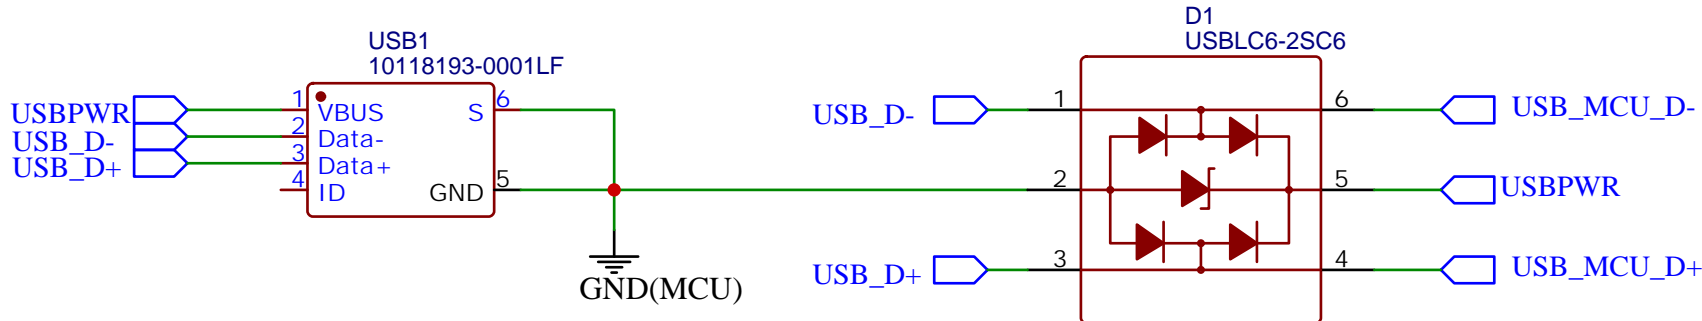 USB1
10118193-0001LF
USBPWR 1 VBUS S 6
USB_D- 2 Data-
USB_D+ 3 Data+
4 ID GND 5
GND(MCU)
D1
USBLC6-2SC6
USB_D- 1 6 USB_MCU_D-
2 5 USBPWR
USB_D+ 3 4 USB_MCU_D+